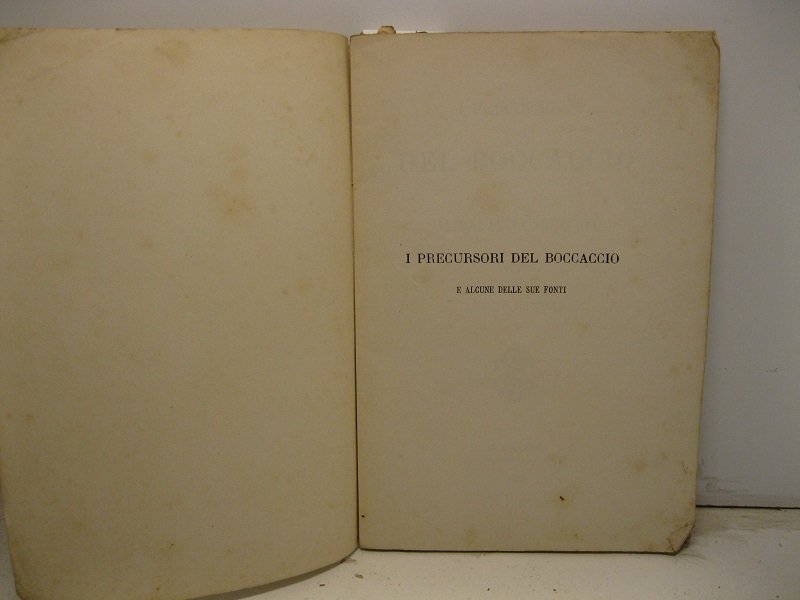 I PRECURSORI DEL BOCCACCIO
E ALCUNE DELLE SUE FONTI